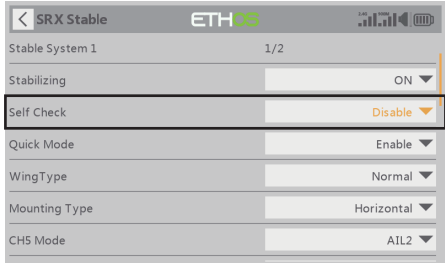 SRX Stable ETHOS
Stable System 1 1/2
Stabilizing ON
Self Check Disable
Quick Mode Enable
WingType Normal
Mounting Type Horizontal
CH5 Mode AIL2